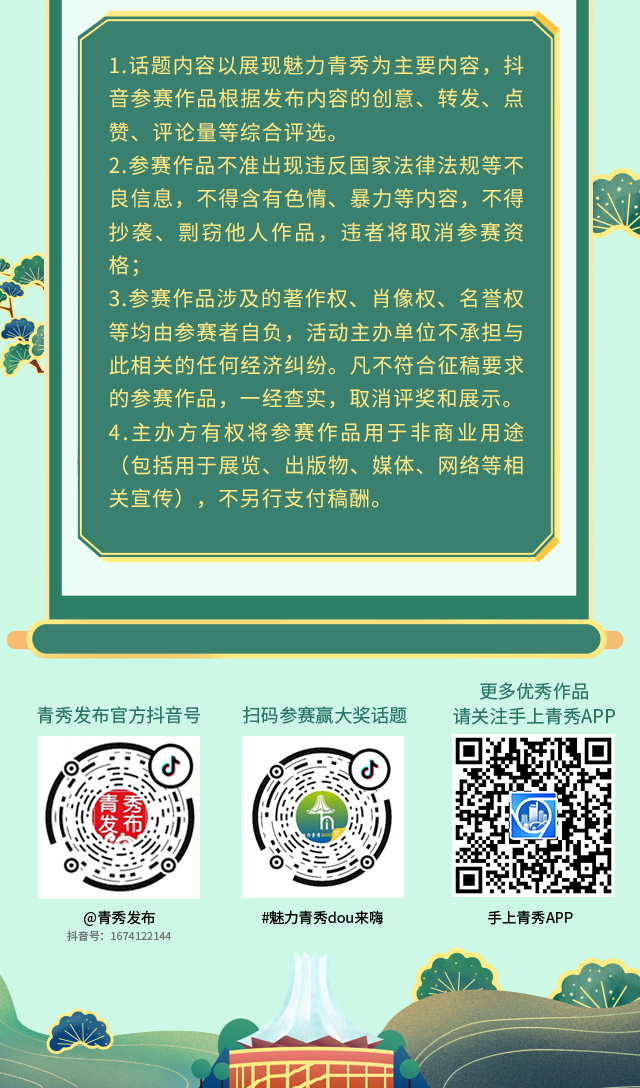 1.话题内容以展现魅力青秀为主要内容，抖
音参赛作品根据发布内容的创意、转发、点
赞、评论量等综合评选。
2.参赛作品不准出现违反国家法律法规等不
良信息，不得含有色情、暴力等内容，不得
抄袭、剽窃他人作品，违者将取消参赛资
格；
3.参赛作品涉及的著作权、肖像权、名誉权
等均由参赛者自负，活动主办单位不承担与
此相关的任何经济纠纷。凡不符合征稿要求
的参赛作品，一经查实，取消评奖和展示。
4.主办方有权将参赛作品用于非商业用途
（包括用于展览、出版物、媒体、网络等相
关宣传），不另行支付稿酬。
青秀发布官方抖音号
扫码参赛赢大奖话题
更多优秀作品
请关注手上青秀APP
青秀
发布
@青秀发布
抖音号：1674122144
#魅力青秀dou来嗨
手上青秀APP